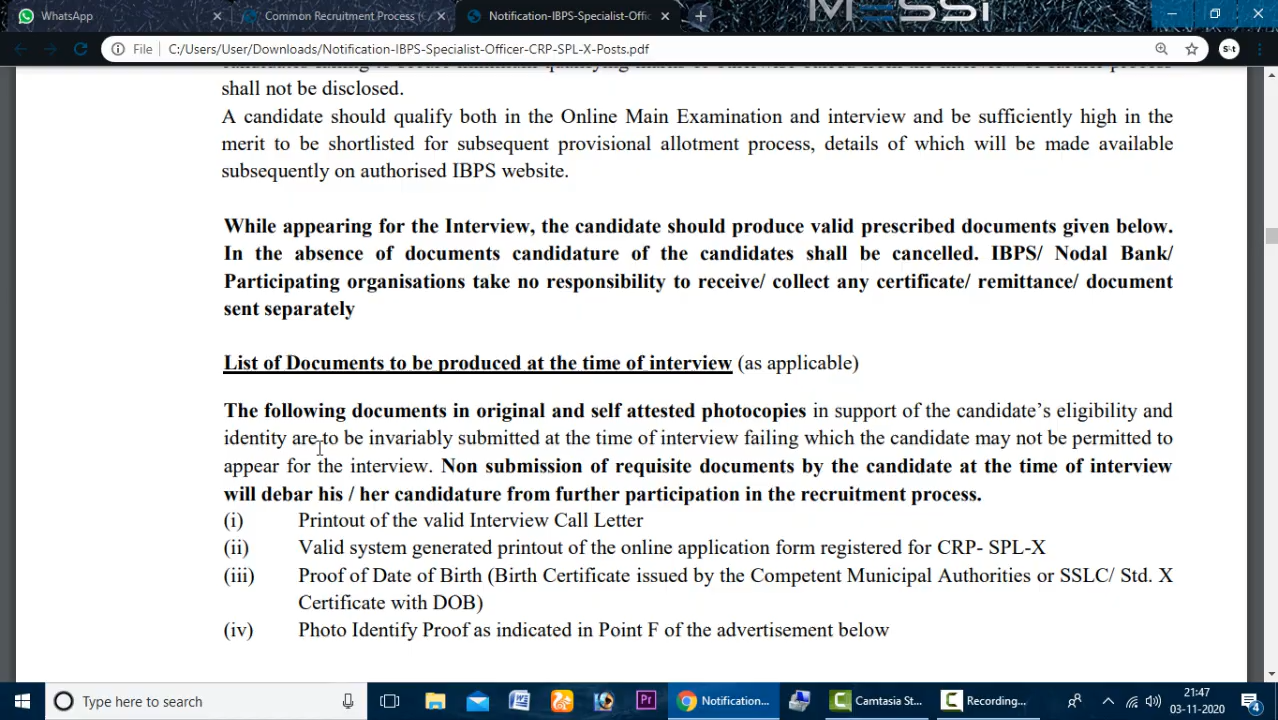 WhatsApp
Common Recruitment Process (
Notification-IBPS-Specialist-Offic
MESSI
File
C:/Users/User/Downloads/Notification-IBPS-Specialist-Officer-CRP-SPL-X-Posts.pdf
shall not be disclosed.
A candidate should qualify both in the Online Main Examination and interview and be sufficiently high in the
merit to be shortlisted for subsequent provisional allotment process, details of which will be made available
subsequently on authorised IBPS website.
While appearing for the Interview, the candidate should produce valid prescribed documents given below.
In the absence of documents candidature of the candidates shall be cancelled. IBPS/ Nodal Bank/
Participating organisations take no responsibility to receive/ collect any certificate/ remittance/ document
sent separately
List of Documents to be produced at the time of interview (as applicable)
The following documents in original and self attested photocopies in support of the candidate's eligibility and
identity are to be invariably submitted at the time of interview failing which the candidate may not be permitted to
appear for the interview. Non submission of requisite documents by the candidate at the time of interview
will debar his / her candidature from further participation in the recruitment process.
(i) Printout of the valid Interview Call Letter
(ii) Valid system generated printout of the online application form registered for CRP- SPL-X
(iii) Proof of Date of Birth (Birth Certificate issued by the Competent Municipal Authorities or SSLC/ Std. X
Certificate with DOB)
(iv) Photo Identify Proof as indicated in Point F of the advertisement below
Type here to search
Notification...
Camtasia St...
Recording...
21:47
03-11-2020
4